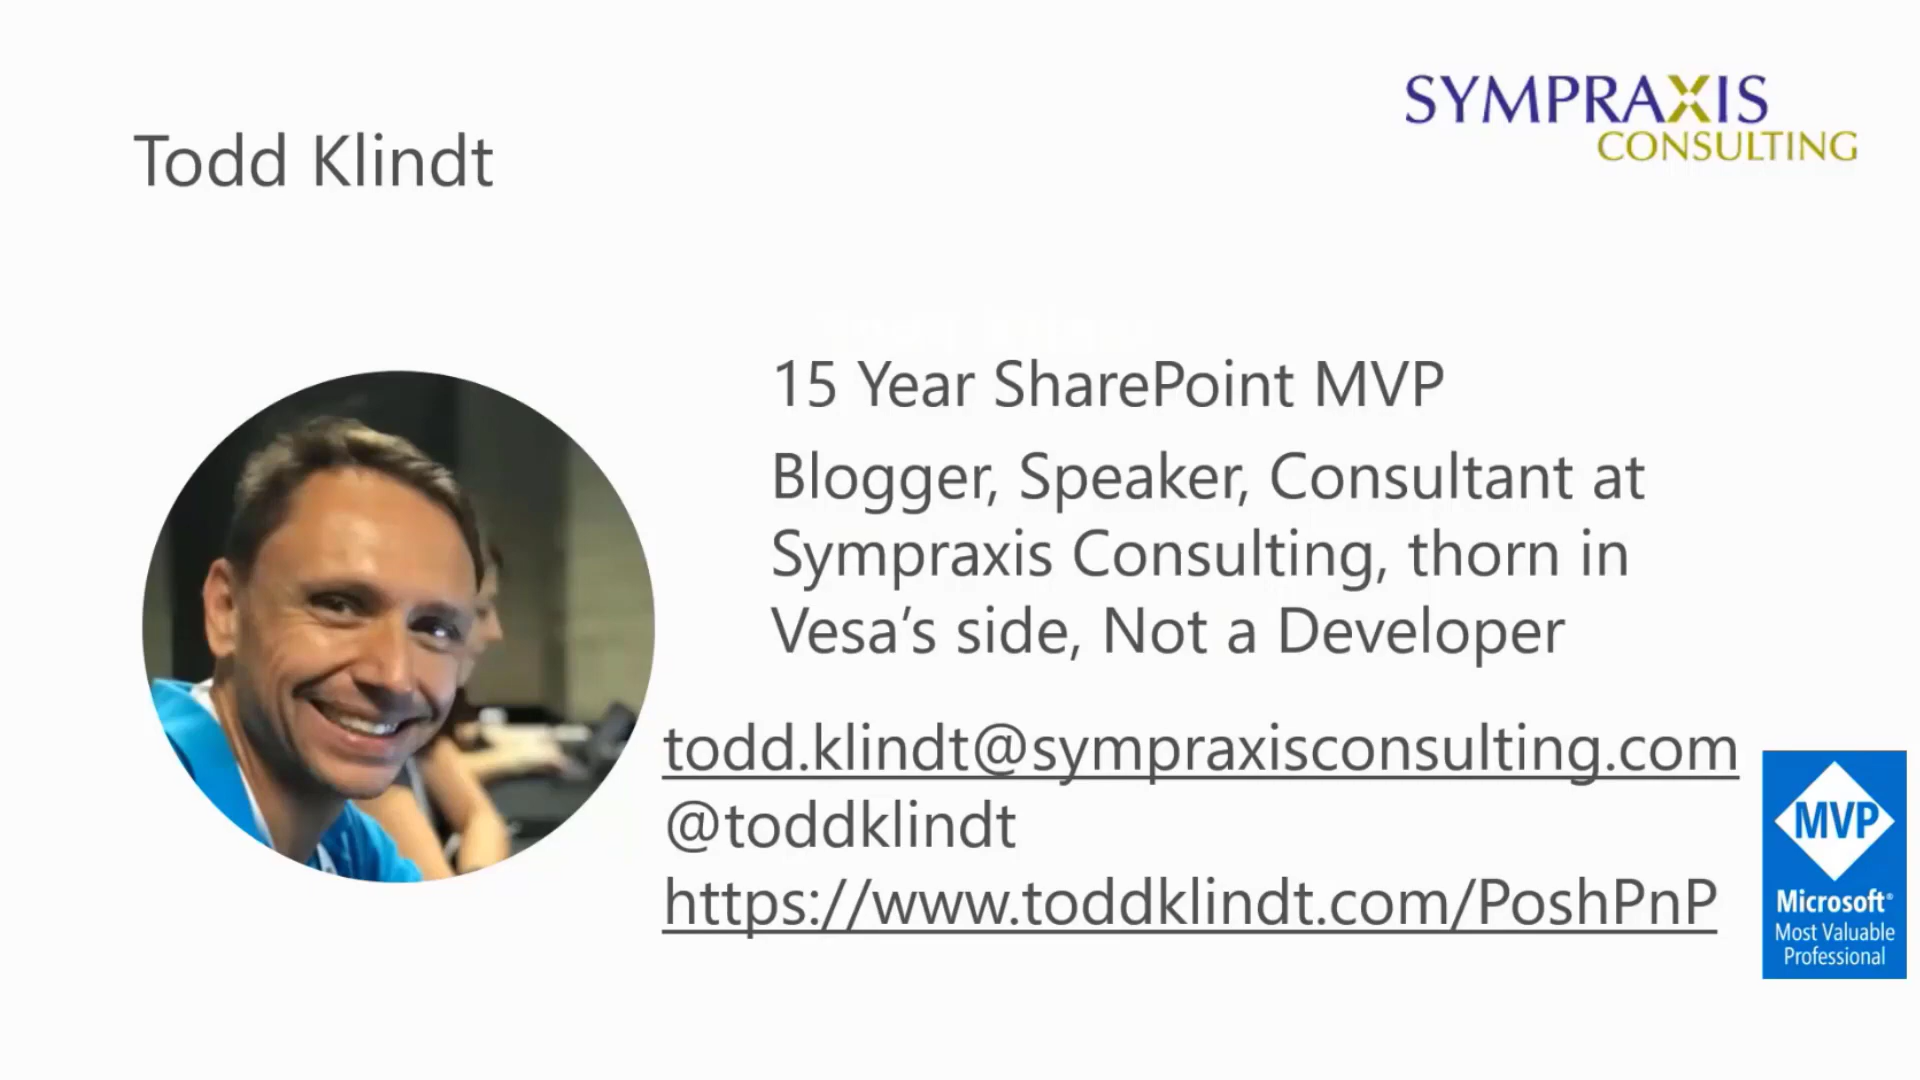 Todd Klindt
SYMPRAXIS
CONSULTING
15 Year SharePoint MVP
Blogger, Speaker, Consultant at
Sympraxis Consulting, thorn in
Vesa’s side, Not a Developer
todd.klindt@sympraxisconsulting.com
@toddklindt
https://www.toddklindt.com/PoshPnP
MVP
Microsoft®
Most Valuable
Professional